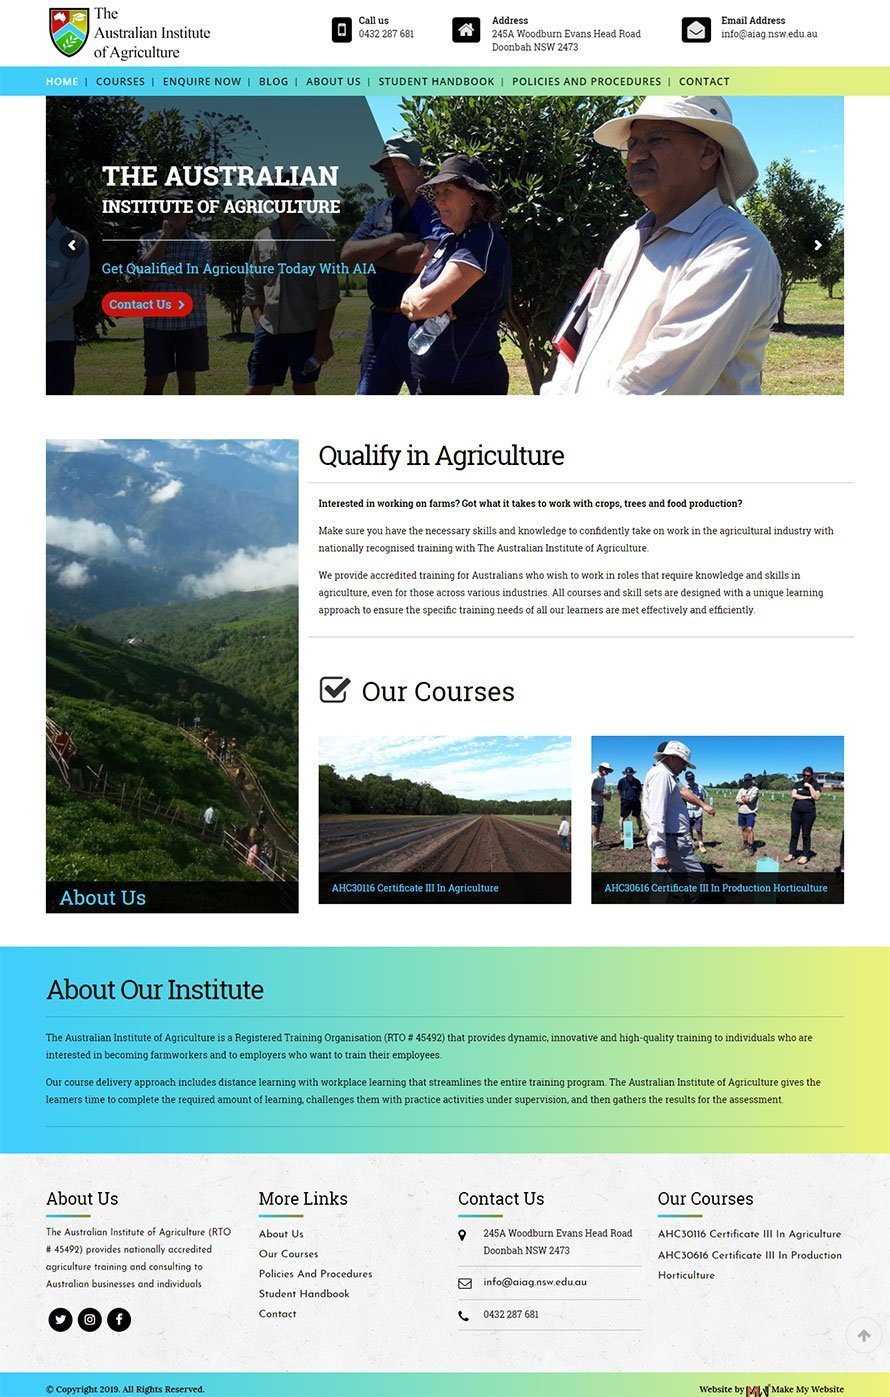 The
Australian Institute
of Agriculture
Call us
0432 287 681
Address
245A Woodburn Evans Head Road
Doonbah NSW 2473
Email Address
info@aiag.nsw.edu.au
HOME | COURSES | ENQUIRE NOW | BLOG | ABOUT US | STUDENT HANDBOOK | POLICIES AND PROCEDURES | CONTACT
THE AUSTRALIAN
INSTITUTE OF AGRICULTURE
Get Qualified In Agriculture Today With AIA
Contact Us
Qualify in Agriculture
Interested in working on farms? Got what it takes to work with crops, trees and food production?
Make sure you have the necessary skills and knowledge to confidently take on work in the agricultural industry with
nationally recognised training with The Australian Institute of Agriculture.
We provide accredited training for Australians who wish to work in roles that require knowledge and skills in
agriculture, even for those across various industries. All courses and skill sets are designed with a unique learning
approach to ensure the specific training needs of all our learners are met effectively and efficiently.
Our Courses
About Us
AHC30116 Certificate III In Agriculture
AHC30616 Certificate III In Production Horticulture
About Our Institute
The Australian Institute of Agriculture is a Registered Training Organisation (RTO # 45492) that provides dynamic, innovative and high-quality training to individuals who are
interested in becoming farmworkers and to employers who want to train their employees.
Our course delivery approach includes distance learning with workplace learning that streamlines the entire training program. The Australian Institute of Agriculture gives the
learners time to complete the required amount of learning, challenges them with practice activities under supervision, and then gathers the results for the assessment.
About Us
The Australian Institute of Agriculture (RTO
# 45492) provides nationally accredited
agriculture training and consulting to
Australian businesses and individuals
More Links
About Us
Our Courses
Policies And Procedures
Student Handbook
Contact
Contact Us
245A Woodburn Evans Head Road
Doonbah NSW 2473
info@aiag.nsw.edu.au
0432 287 681
Our Courses
AHC30116 Certificate III In Agriculture
AHC30616 Certificate III In Production
Horticulture
© Copyright 2019. All Rights Reserved.
Website by MW Make My Website